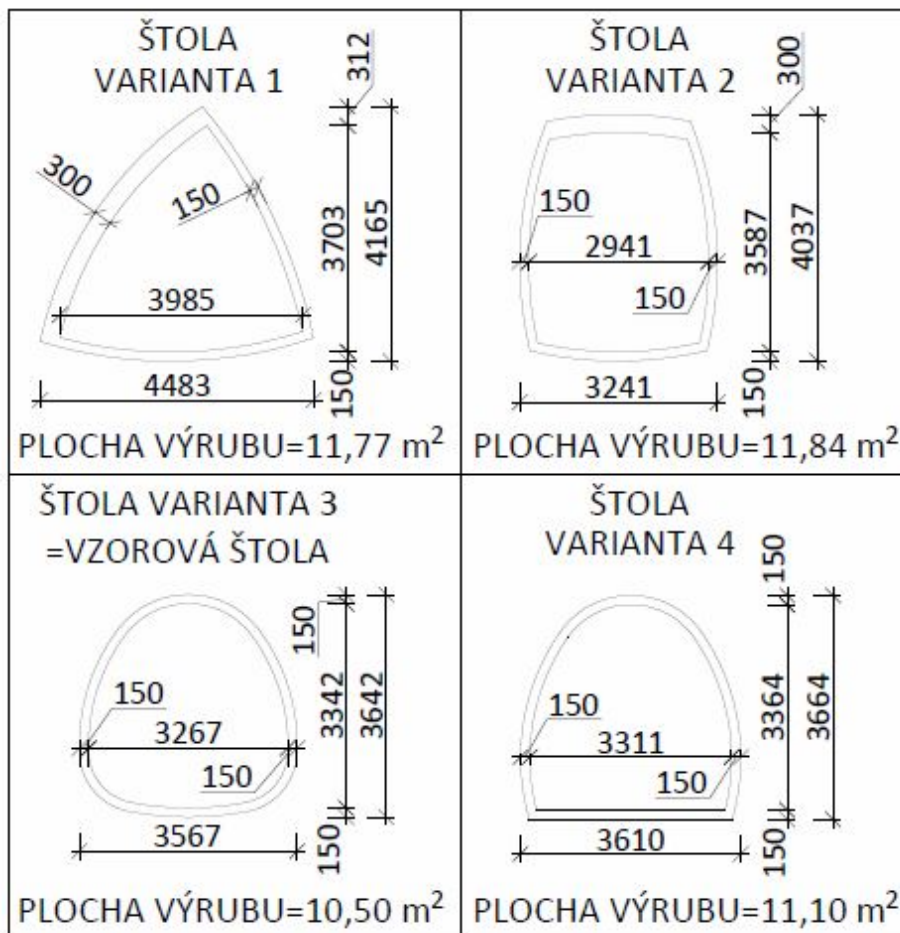 ŠTOLA
VARIANTA 1
312
300
150
3703
4165
3985
4483
150
PLOCHA VÝRUBU=11,77 m²
ŠTOLA
VARIANTA 2
300
150
2941
3587
4037
150
3241
150
PLOCHA VÝRUBU=11,84 m²
ŠTOLA VARIANTA 3
=VZOROVÁ ŠTOLA
150
150
3267
3342
3642
150
3567
150
PLOCHA VÝRUBU=10,50 m²
ŠTOLA
VARIANTA 4
150
150
3311
3364
3664
150
3610
150
PLOCHA VÝRUBU=11,10 m²